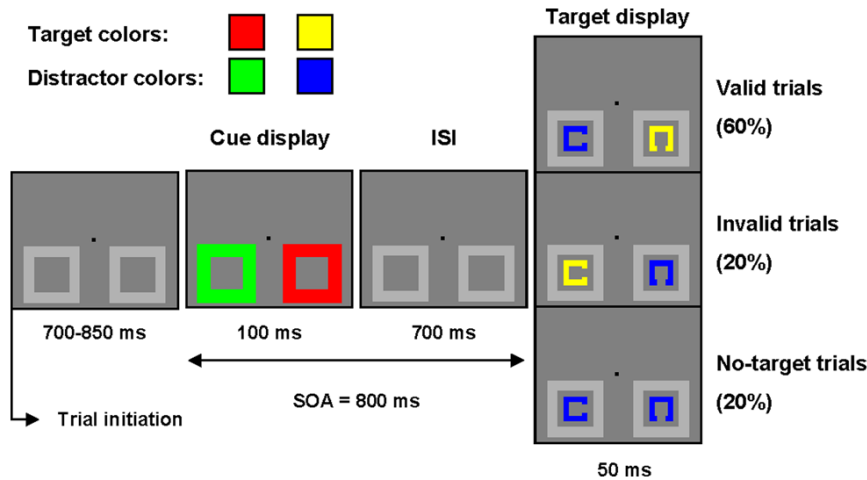 Target colors:
Distractor colors:
Target display
Cue display
ISI
Valid trials
(60%)
Invalid trials
(20%)
No-target trials
(20%)
700-850 ms
100 ms
700 ms
SOA = 800 ms
Trial initiation
50 ms